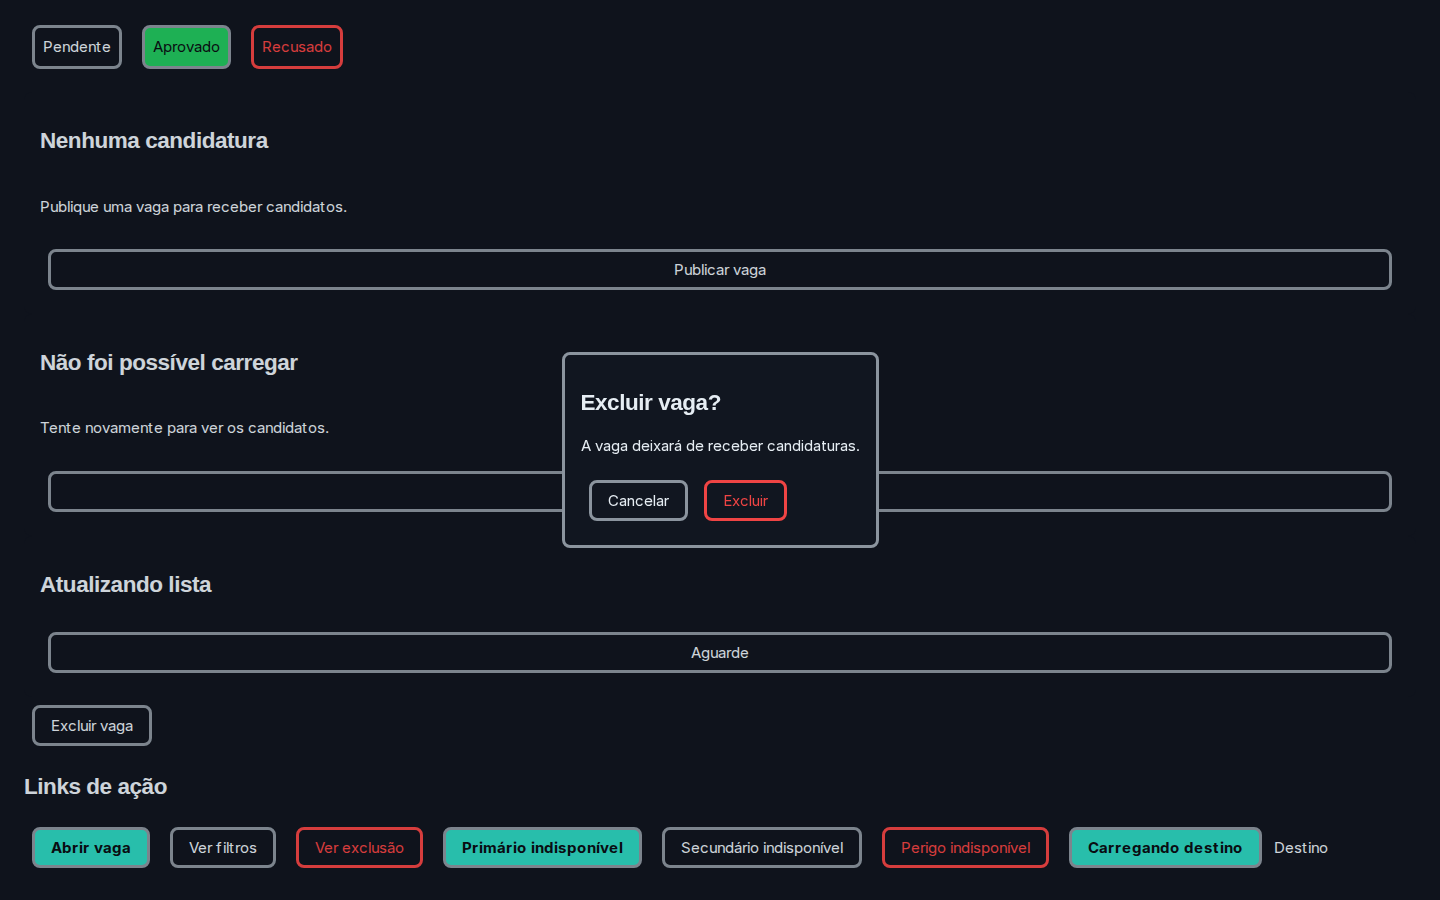 Pendente
Aprovado
Recusado
Nenhuma candidatura
Publique uma vaga para receber candidatos.
Publicar vaga
Não foi possível carregar
Tente novamente para ver os candidatos.
Excluir vaga?
A vaga deixará de receber candidaturas.
Cancelar
Excluir
Atualizando lista
Aguarde
Excluir vaga
Links de ação
Abrir vaga
Ver filtros
Ver exclusão
Primário indisponível
Secundário indisponível
Perigo indisponível
Carregando destino
Destino